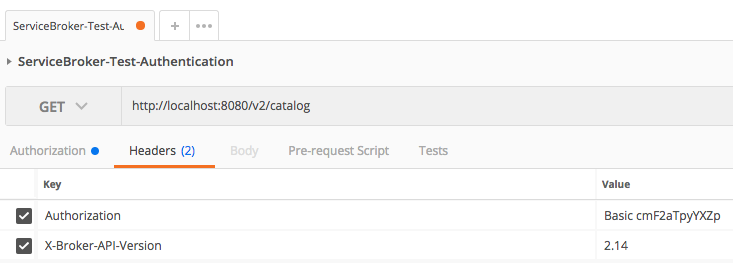 ServiceBroker-Test-Au
ServiceBroker-Test-Authentication
GET http://localhost:8080/v2/catalog
Authorization Headers (2) Body Pre-request Script Tests
Key Value
Authorization Basic cmF2aTpyYXZp
X-Broker-API-Version 2.14